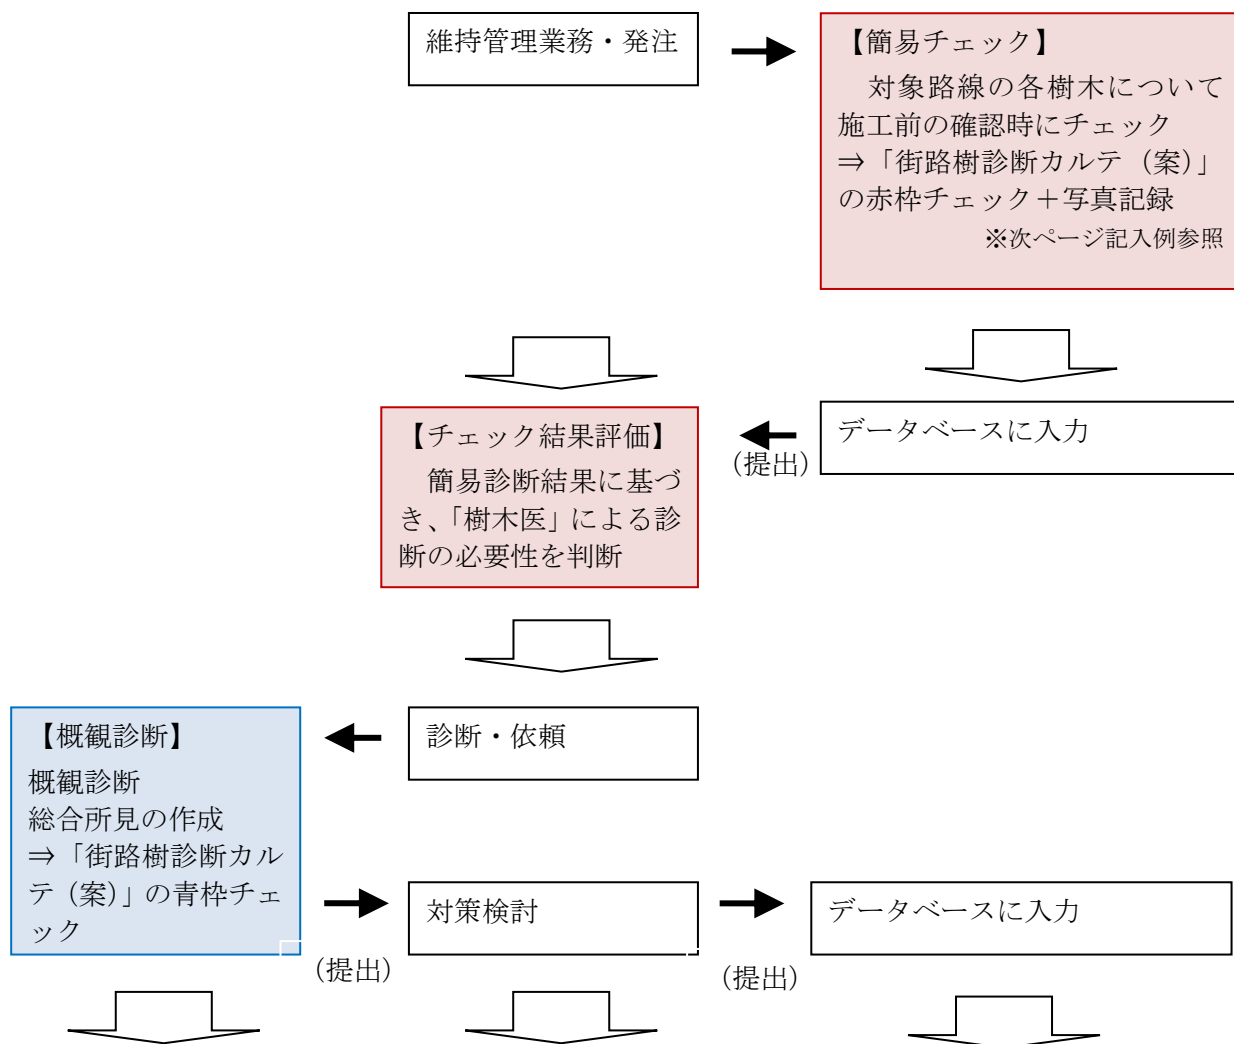 維持管理業務・発注
【簡易チェック】
対象路線の各樹木について
施工前の確認時にチェック
⇒「街路樹診断カルテ（案）」
の赤枠チェック＋写真記録
※次ページ記入例参照
データベースに入力
（提出）
【チェック結果評価】
簡易診断結果に基づ
き、「樹木医」による診
断の必要性を判断
診断・依頼
【概観診断】
概観診断
総合所見の作成
⇒「街路樹診断カル
テ（案）」の青枠チェ
ック
（提出）
対策検討
（提出）
データベースに入力